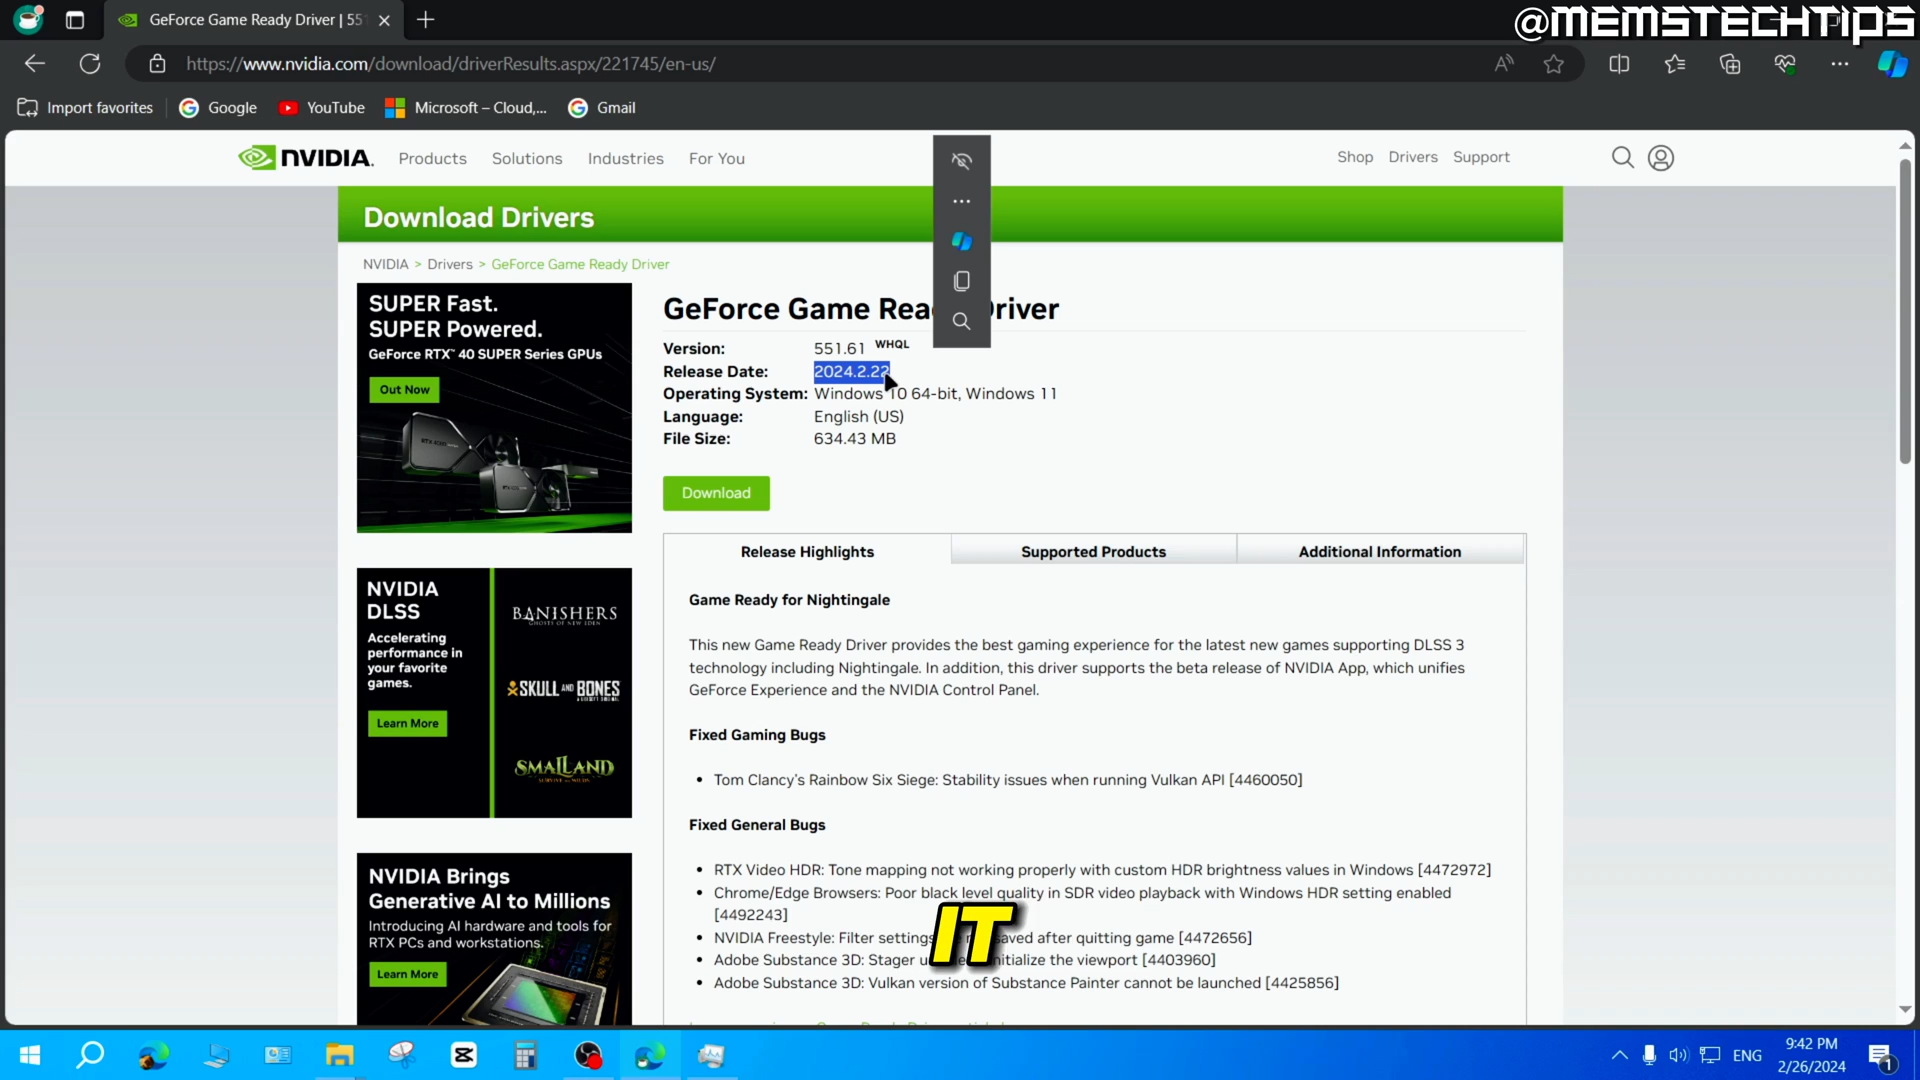 GeForce Game Ready Driver | 551
@MEMSTECHTIPS
https://www.nvidia.com/download/driverResults.aspx/221745/en-us/
Import favorites
Google
YouTube
Microsoft – Cloud,...
Gmail
NVIDIA.
Products
Solutions
Industries
For You
Shop
Drivers
Support
Download Drivers
NVIDIA > Drivers > GeForce Game Ready Driver
SUPER Fast.
SUPER Powered.
GeForce RTX™ 40 SUPER Series GPUs
Out Now
GeForce Game Rea Driver
Version: 551.61 WHQL
Release Date: 2024.2.22
Operating System: Windows 10 64-bit, Windows 11
Language: English (US)
File Size: 634.43 MB
Download
Release Highlights
Supported Products
Additional Information
NVIDIA
DLSS
Accelerating
performance in
your favorite
games.
Learn More
BANISHERS
GHOSTS OF NEW EDEN
SKULL AND BONES
SMALLAND
Game Ready for Nightingale
This new Game Ready Driver provides the best gaming experience for the latest new games supporting DLSS 3
technology including Nightingale. In addition, this driver supports the beta release of NVIDIA App, which unifies
GeForce Experience and the NVIDIA Control Panel.
Fixed Gaming Bugs
• Tom Clancy's Rainbow Six Siege: Stability issues when running Vulkan API [4460050]
Fixed General Bugs
• RTX Video HDR: Tone mapping not working properly with custom HDR brightness values in Windows [4472972]
• Chrome/Edge Browsers: Poor black level quality in SDR video playback with Windows HDR setting enabled
[4492243]
• NVIDIA Freestyle: Filter settings saved after quitting game [4472656]
• Adobe Substance 3D: Stager initialize the viewport [4403960]
• Adobe Substance 3D: Vulkan version of Substance Painter cannot be launched [4425856]
IT
NVIDIA Brings
Generative AI to Millions
Introducing AI hardware and tools for
RTX PCs and workstations.
Learn More
ENG
9:42 PM
2/26/2024
1